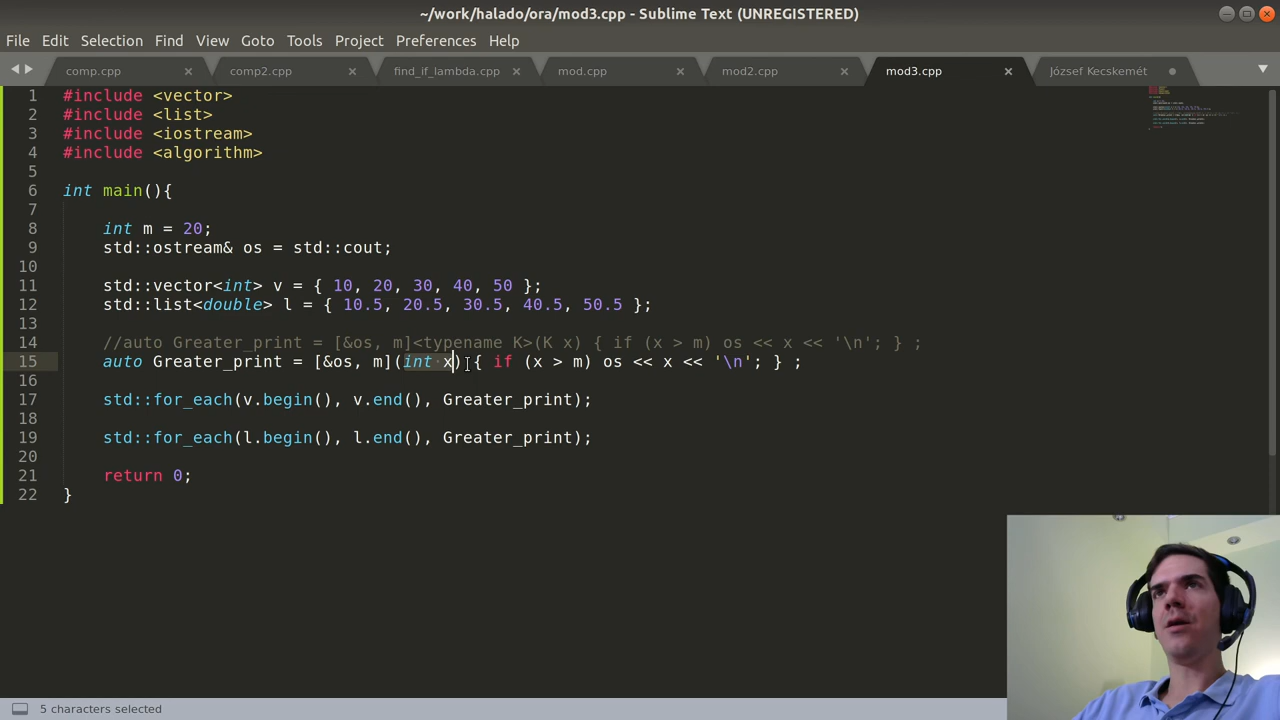 ~/work/halado/ora/mod3.cpp - Sublime Text (UNREGISTERED)
File Edit Selection Find View Goto Tools Project Preferences Help
comp.cpp comp2.cpp find_if_lambda.cpp mod.cpp mod2.cpp mod3.cpp József Kecskemét
1 #include <vector>
2 #include <list>
3 #include <iostream>
4 #include <algorithm>
5
6 int main(){
7
8 int m = 20;
9 std::ostream& os = std::cout;
10
11 std::vector<int> v = { 10, 20, 30, 40, 50 };
12 std::list<double> l = { 10.5, 20.5, 30.5, 40.5, 50.5 };
13
14 //auto Greater_print = [&os, m]<typename K>(K x) { if (x > m) os << x << '\n'; } ;
15 auto Greater_print = [&os, m](int x) { if (x > m) os << x << '\n'; } ;
16
17 std::for_each(v.begin(), v.end(), Greater_print);
18
19 std::for_each(l.begin(), l.end(), Greater_print);
20
21 return 0;
22 }
5 characters selected